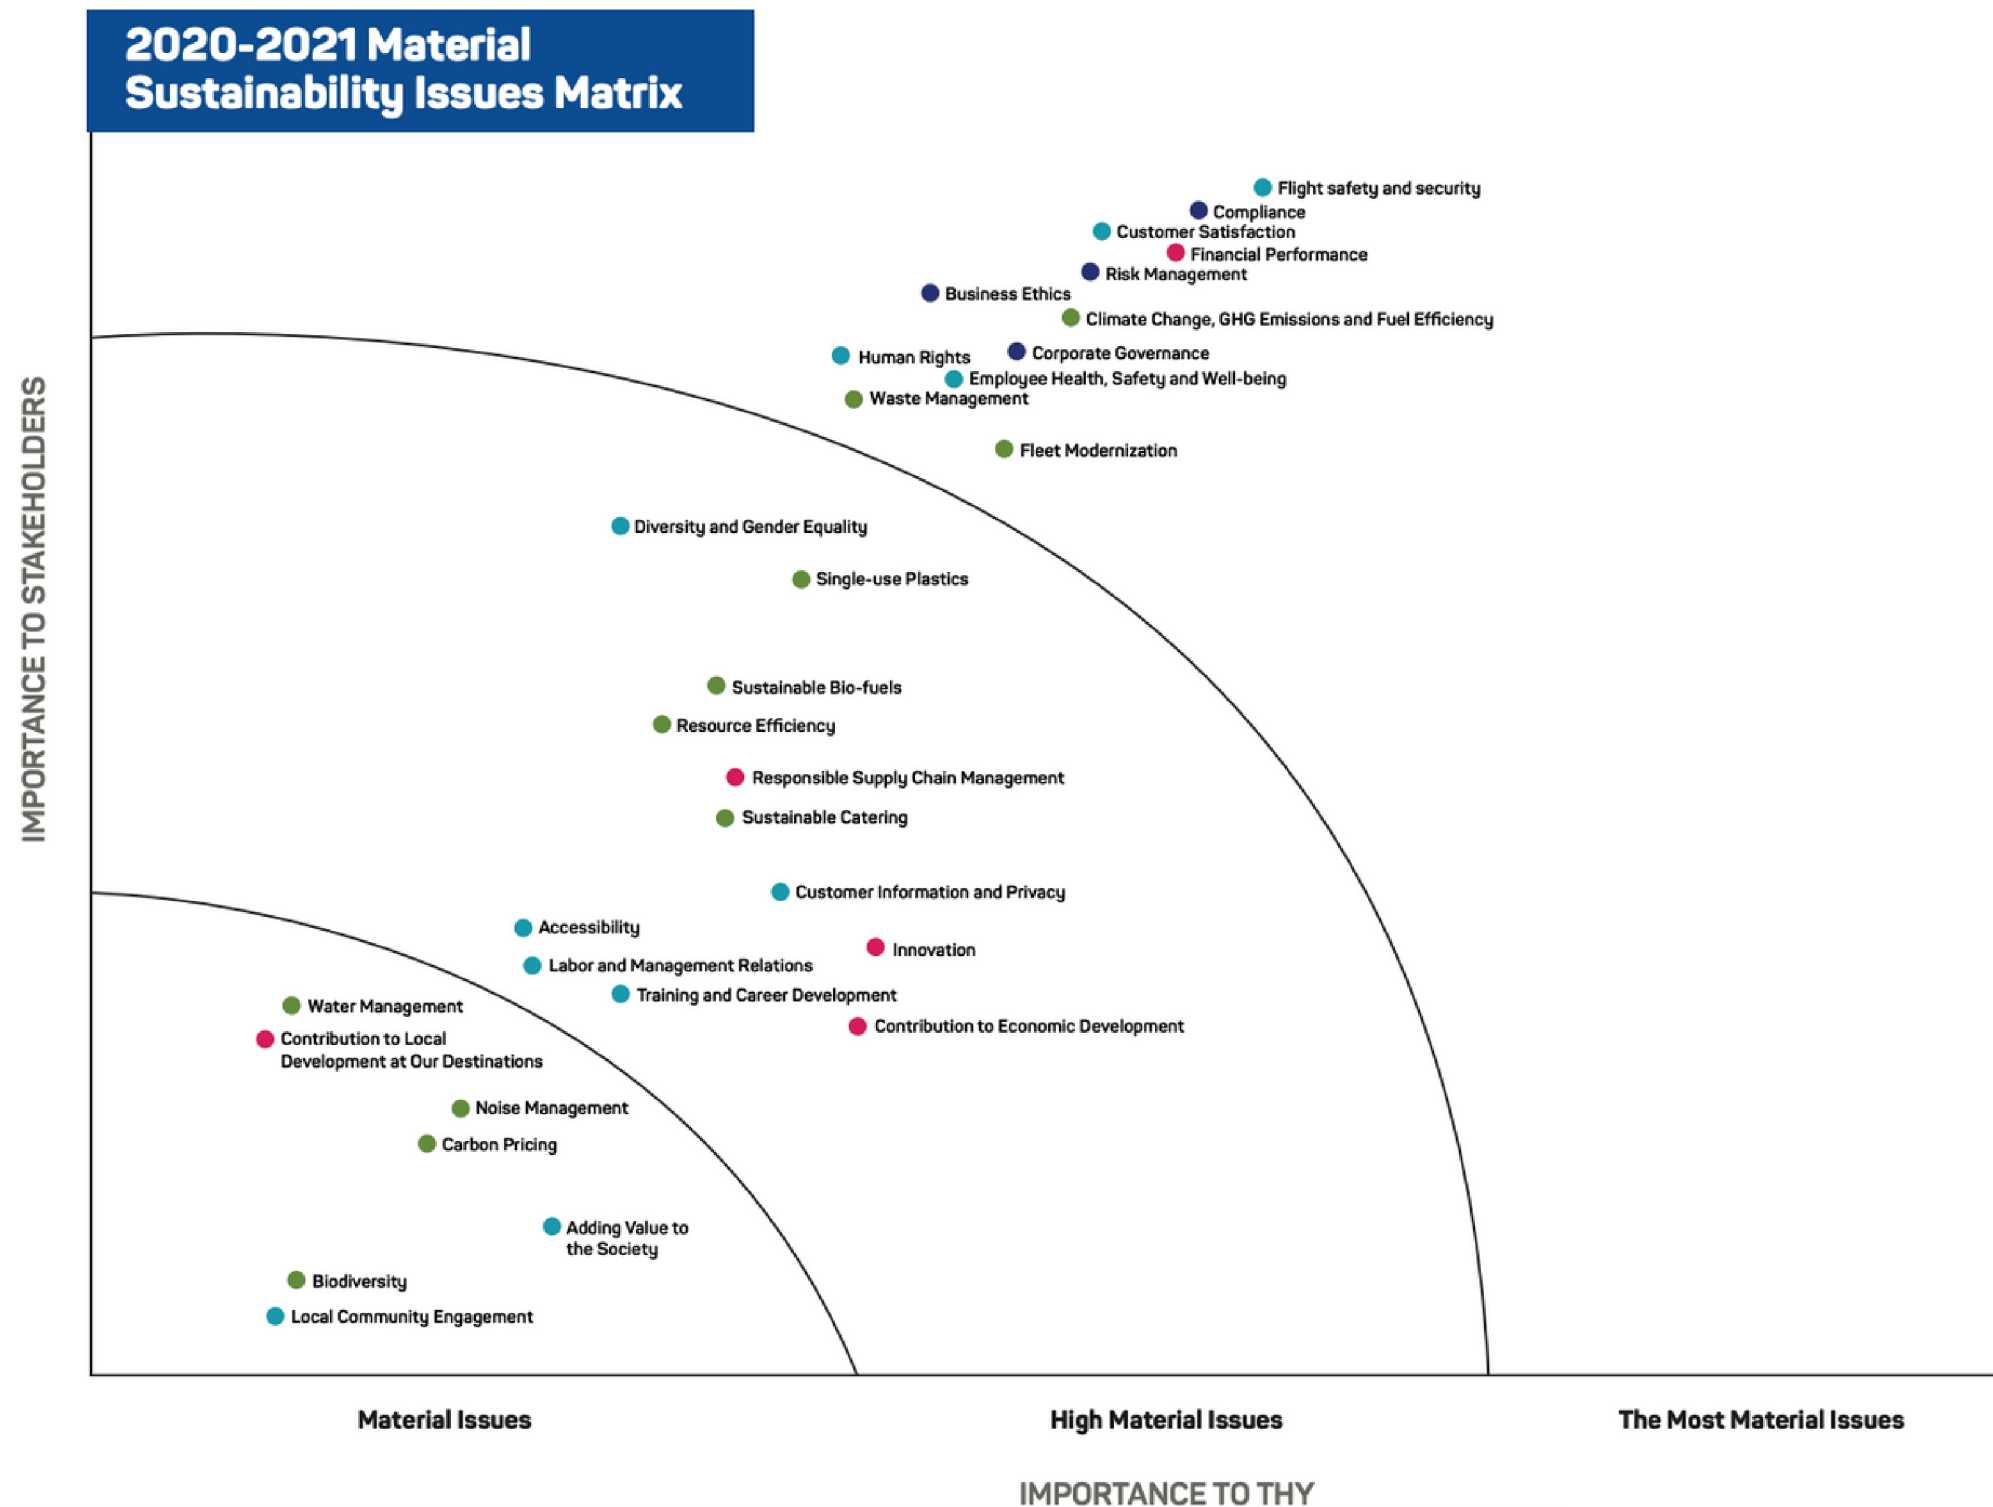 2020-2021 Material
Sustainability Issues Matrix
IMPORTANCE TO STAKEHOLDERS
Flight safety and security
Compliance
Customer Satisfaction
Financial Performance
Risk Management
Business Ethics
Climate Change, GHG Emissions and Fuel Efficiency
Human Rights
Corporate Governance
Employee Health, Safety and Well-being
Waste Management
Fleet Modernization
Diversity and Gender Equality
Single-use Plastics
Sustainable Bio-fuels
Resource Efficiency
Responsible Supply Chain Management
Sustainable Catering
Customer Information and Privacy
Accessibility
Innovation
Labor and Management Relations
Training and Career Development
Water Management
Contribution to Economic Development
Contribution to Local
Development at Our Destinations
Noise Management
Carbon Pricing
Adding Value to
the Society
Biodiversity
Local Community Engagement
Material Issues
High Material Issues
The Most Material Issues
IMPORTANCE TO THY